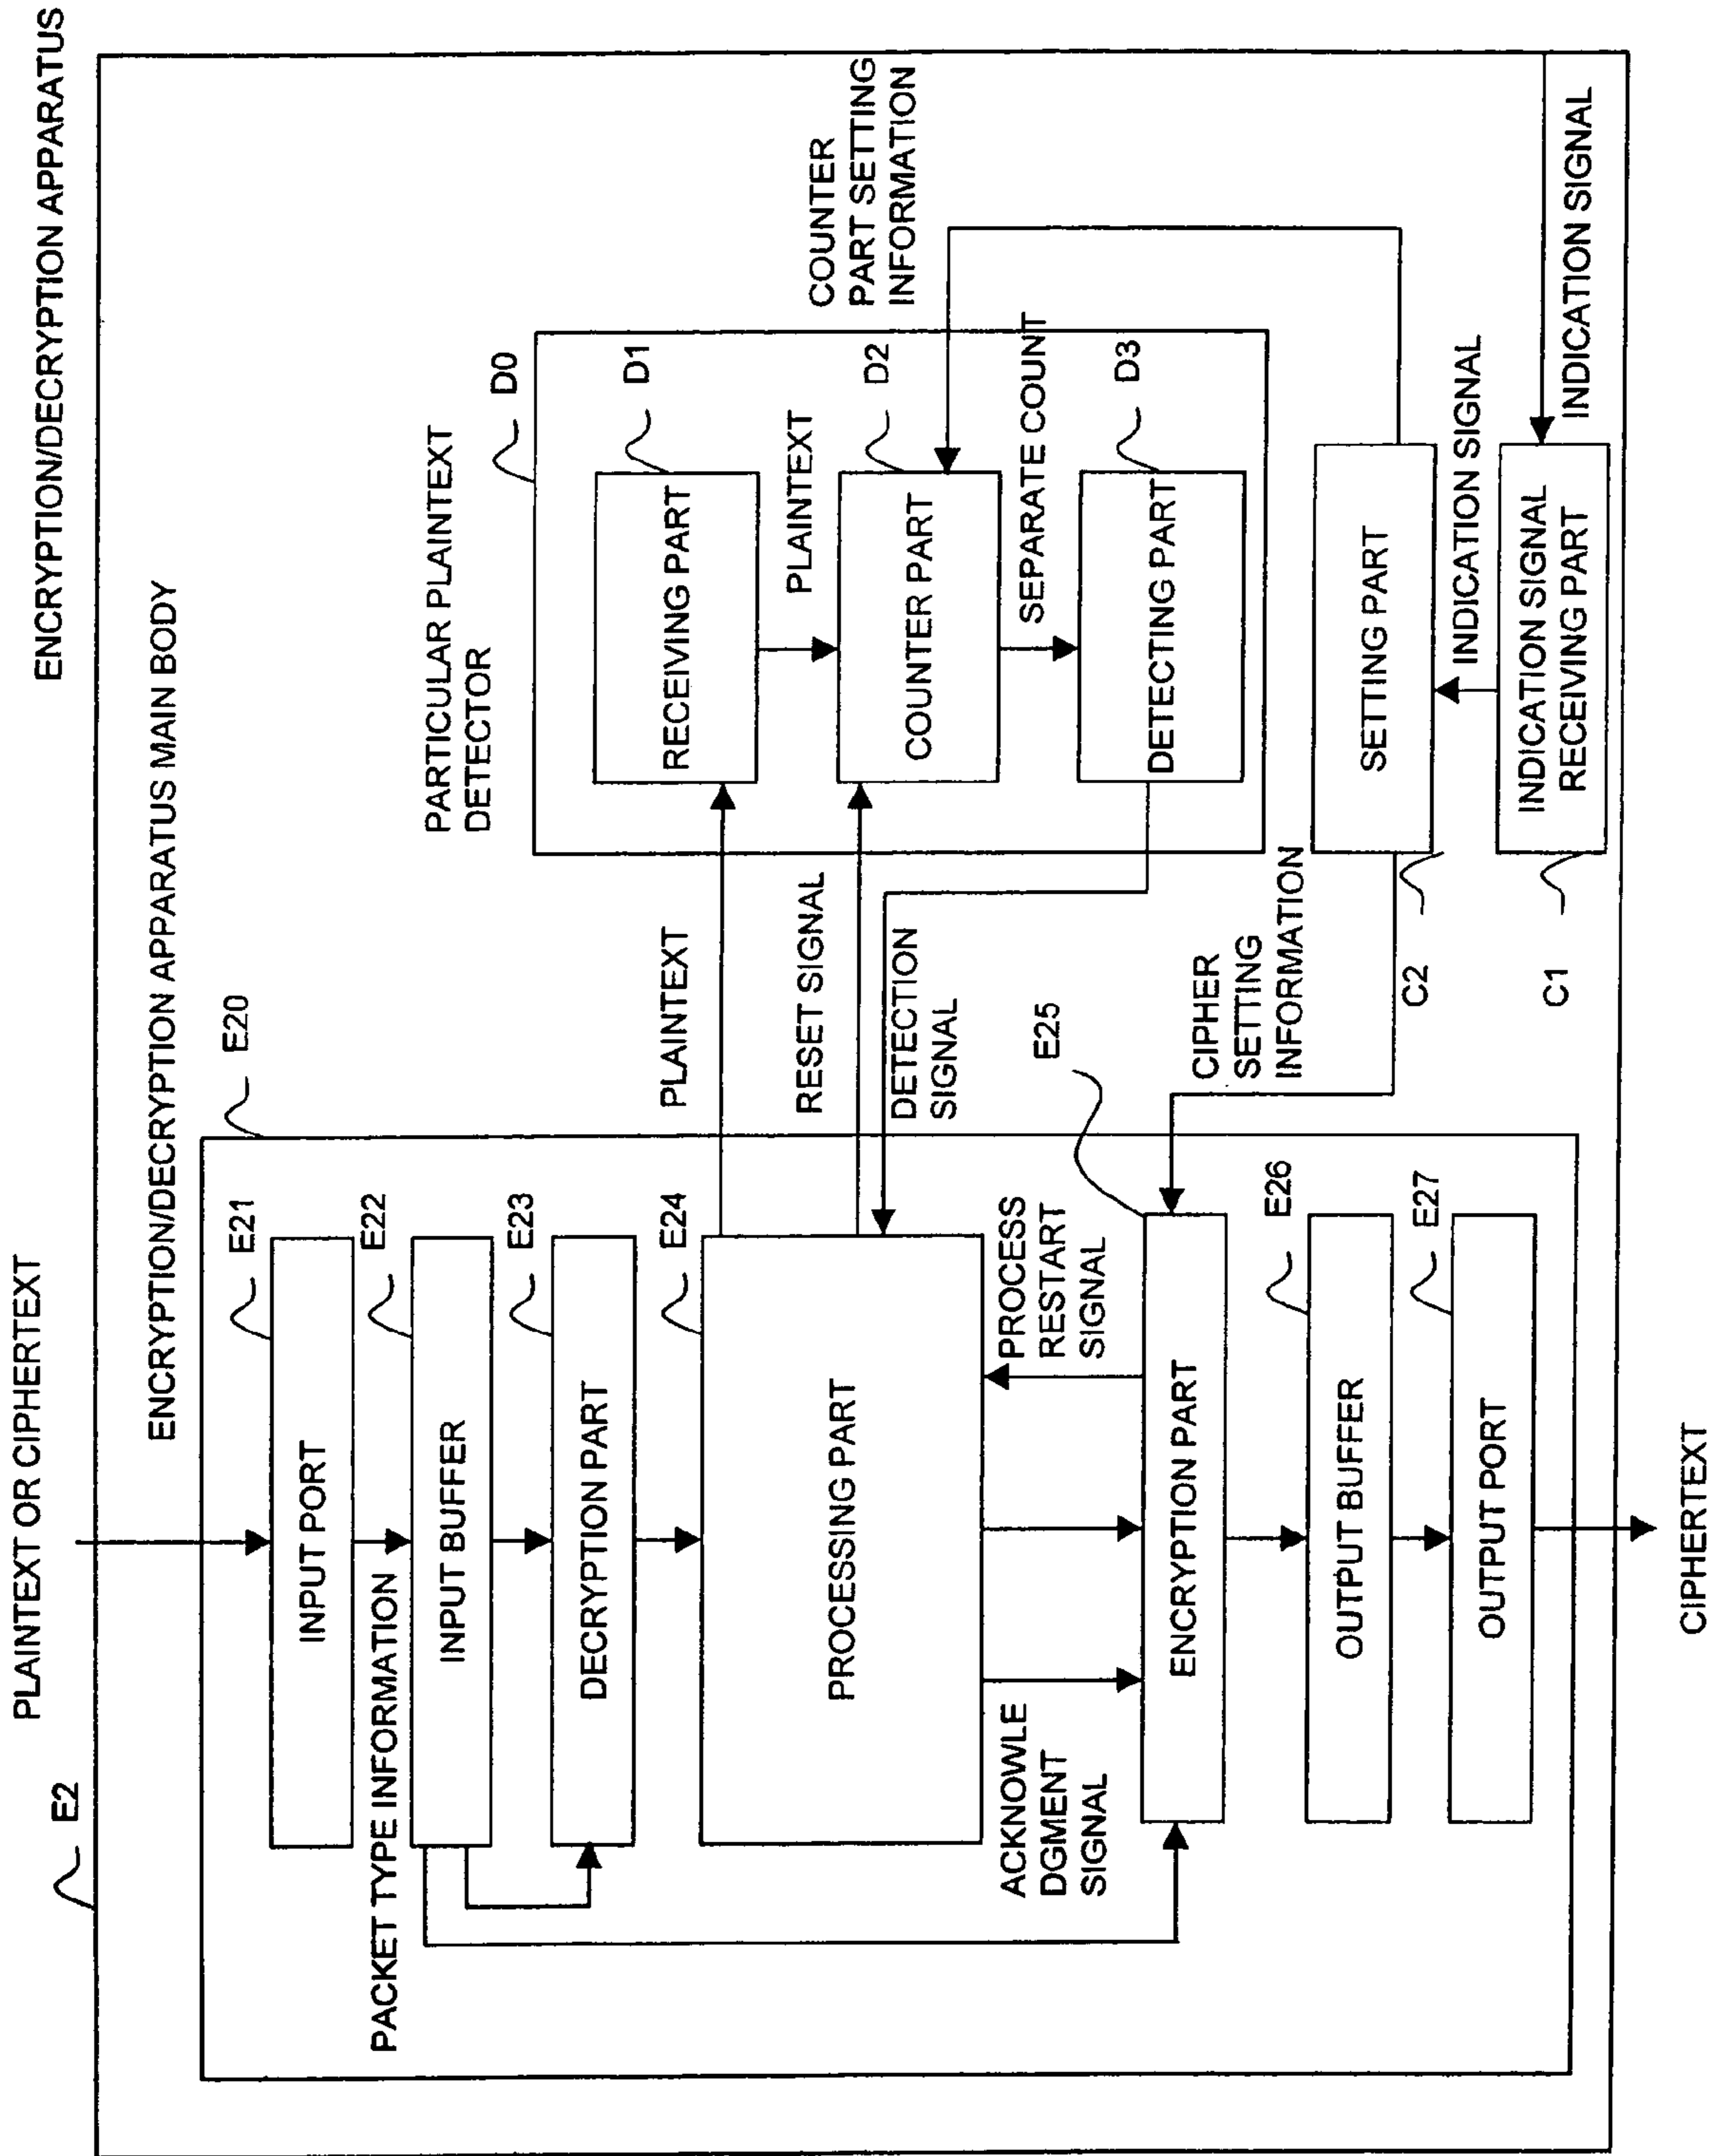 ENCRYPTION/DECRYPTION APPARATUS
PLAINTEXT OR CIPHERTEXT
E2
ENCRYPTION/DECRYPTION APPARATUS MAIN BODY
E20
E21
INPUT PORT
PACKET TYPE INFORMATION
E22
INPUT BUFFER
E23
DECRYPTION PART
E24
PROCESSING PART
ACKNOWLE
DGMENT
SIGNAL
PROCESS
RESTART
SIGNAL
E25
ENCRYPTION PART
E26
OUTPUT BUFFER
E27
OUTPUT PORT
CIPHERTEXT
PLAINTEXT
RESET SIGNAL
DETECTION
SIGNAL
CIPHER
SETTING
INFORMATION
PARTICULAR PLAINTEXT
DETECTOR
D0
D1
RECEIVING PART
PLAINTEXT
D2
COUNTER PART
SEPARATE COUNT
D3
DETECTING PART
COUNTER
PART SETTING
INFORMATION
SETTING PART
C2
INDICATION SIGNAL
INDICATION SIGNAL
RECEIVING PART
C1
INDICATION SIGNAL